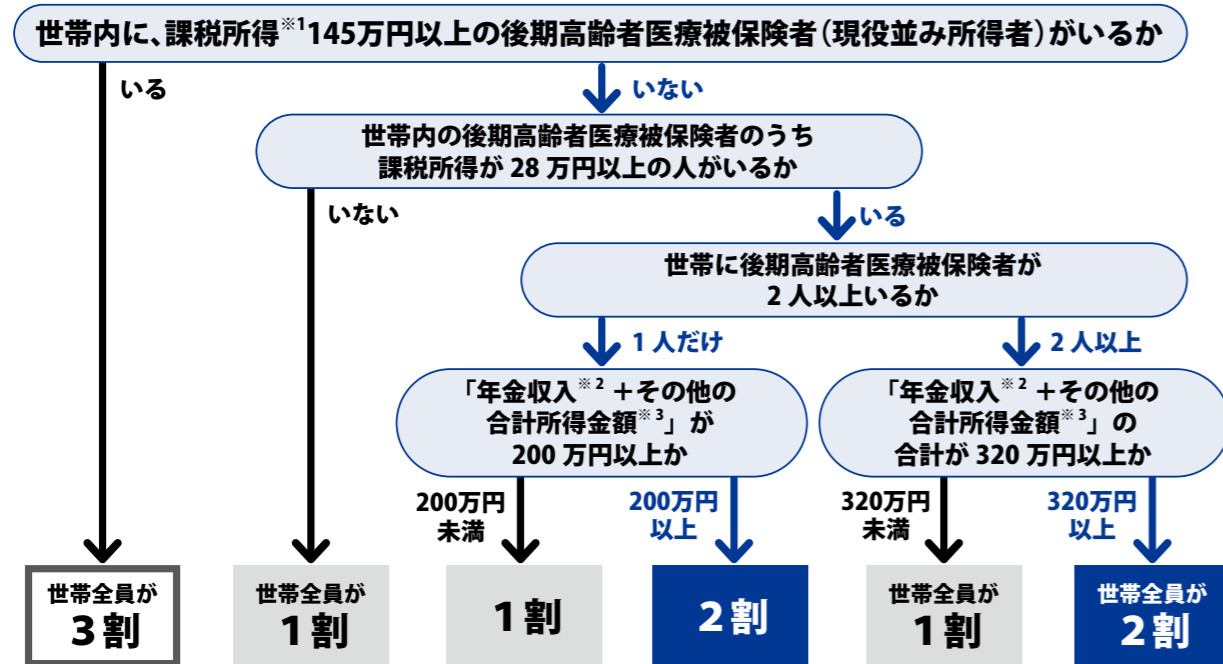 世帯内に、課税所得※1145万円以上の後期高齢者医療被保険者(現役並み所得者)がいるか
いる
いない
世帯内の後期高齢者医療被保険者のうち
課税所得が 28 万円以上の人がいるか
いない
いる
世帯に後期高齢者医療被保険者が
2 人以上いるか
1 人だけ
2 人以上
「年金収入※2 +その他の
合計所得金額※3」が
200 万円以上か
「年金収入※2 +その他の
合計所得金額※3」の
合計が 320 万円以上か
200万円
未満
200万円
以上
320万円
未満
320万円
以上
世帯全員が
3割
世帯全員が
1割
1割
2割
世帯全員が
1割
世帯全員が
2割